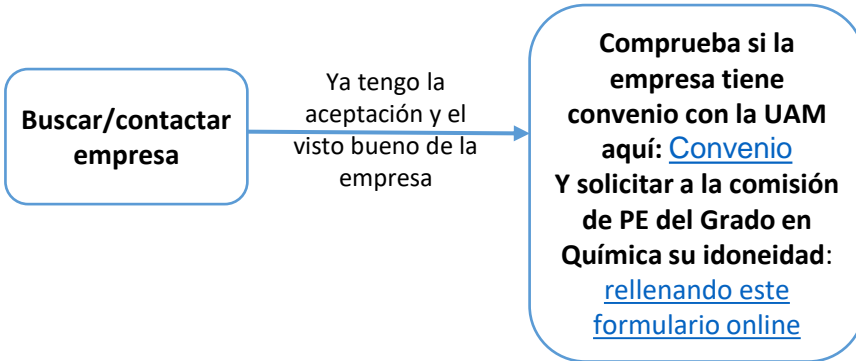 Buscar/contactar
empresa
Ya tengo la
aceptación y el
visto bueno de la
empresa
Comprueba si la
empresa tiene
convenio con la UAM
aquí: Convenio
Y solicitar a la comisión
de PE del Grado en
Química su idoneidad:
rellenando este
formulario online